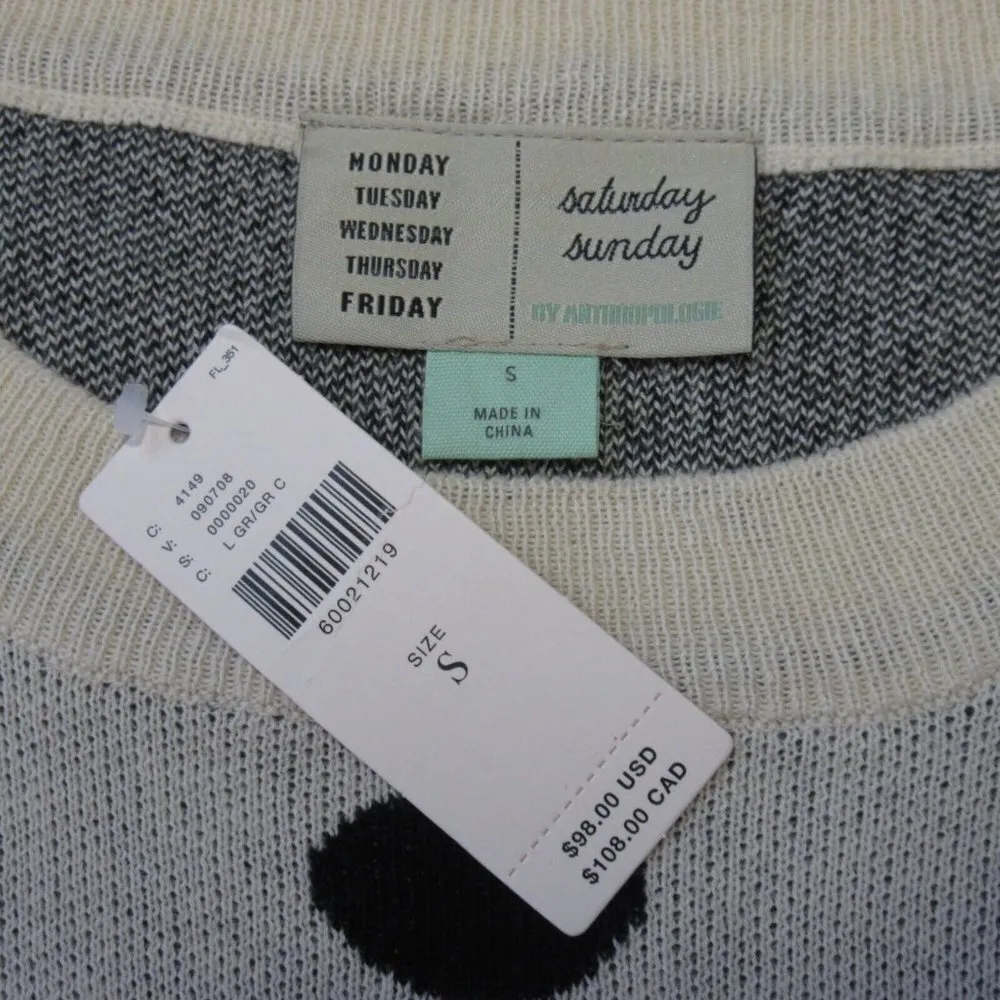 MONDAY
TUESDAY
WEDNESDAY
THURSDAY
FRIDAY
saturday
sunday
BY ANTHROPOLOGIE
S
MADE IN
CHINA
FL_351
C: 4149
V: 090708
S: 0000020
C: L GR/GR C
60021219
SIZE
S
$98.00 USD
$108.00 CAD